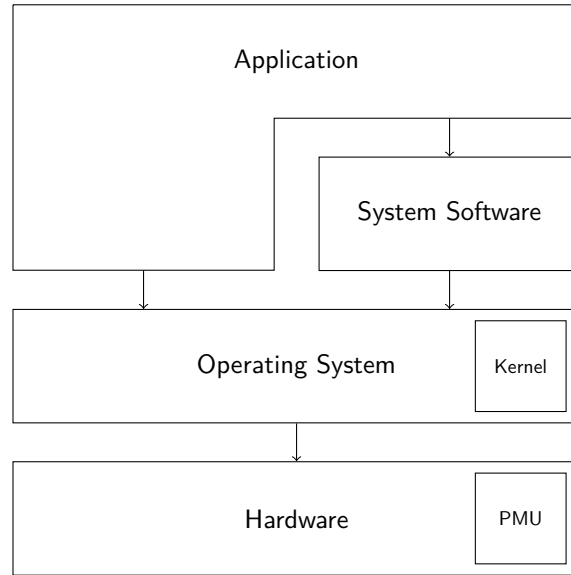 Application
System Software
Operating System
Kernel
Hardware
PMU